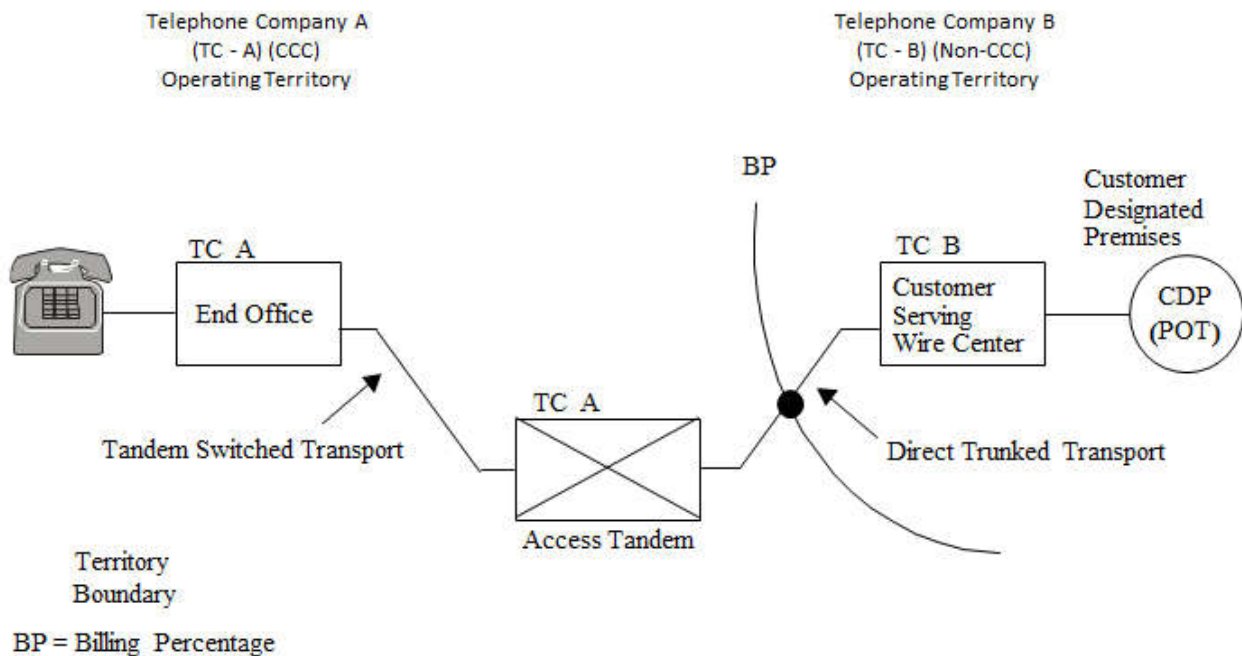 Telephone Company A
(TC - A) (CCC)
Operating Territory
Telephone Company B
(TC - B) (Non-CCC)
Operating Territory
BP
Customer
Designated
Premises
TC A
End Office
TC B
Customer
Serving
Wire Center
CDP
(POT)
TC A
Tandem Switched Transport
Direct Trunked Transport
Access Tandem
Territory
Boundary
BP = Billing Percentage